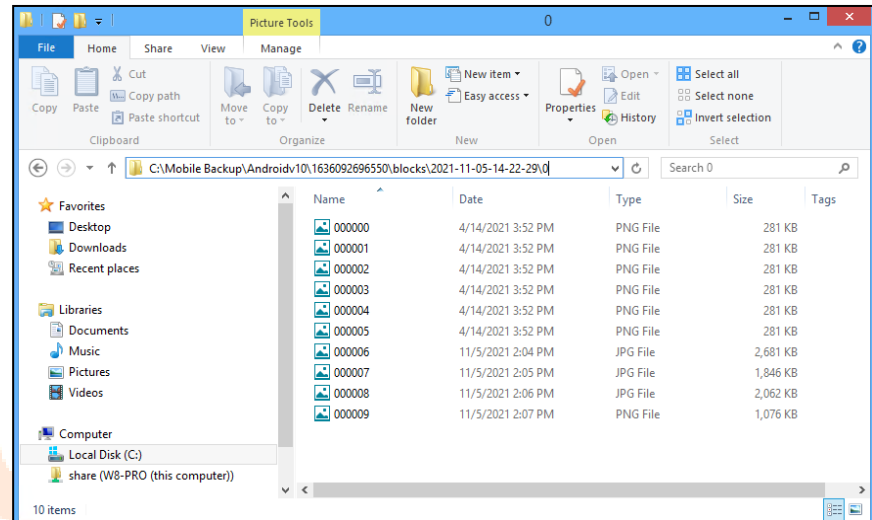 Picture Tools
0
File Home Share View Manage
Copy
Paste
Cut
Copy path
Paste shortcut
Clipboard
Move to
Copy to
Delete
Rename
Organize
New folder
New item
Easy access
New
Properties
Open
Edit
History
Open
Select all
Select none
Invert selection
Select
C:\Mobile Backup\Androidv10\1636092696550\blocks\2021-11-05-14-22-29\0
Search 0
Favorites
Desktop
Downloads
Recent places
Libraries
Documents
Music
Pictures
Videos
Computer
Local Disk (C:)
share (W8-PRO (this computer))
Name Date Type Size Tags
000000 4/14/2021 3:52 PM PNG File 281 KB
000001 4/14/2021 3:52 PM PNG File 281 KB
000002 4/14/2021 3:52 PM PNG File 281 KB
000003 4/14/2021 3:52 PM PNG File 281 KB
000004 4/14/2021 3:52 PM PNG File 281 KB
000005 4/14/2021 3:52 PM PNG File 281 KB
000006 11/5/2021 2:04 PM JPG File 2,681 KB
000007 11/5/2021 2:05 PM JPG File 1,846 KB
000008 11/5/2021 2:06 PM JPG File 2,062 KB
000009 11/5/2021 2:07 PM PNG File 1,076 KB
10 items